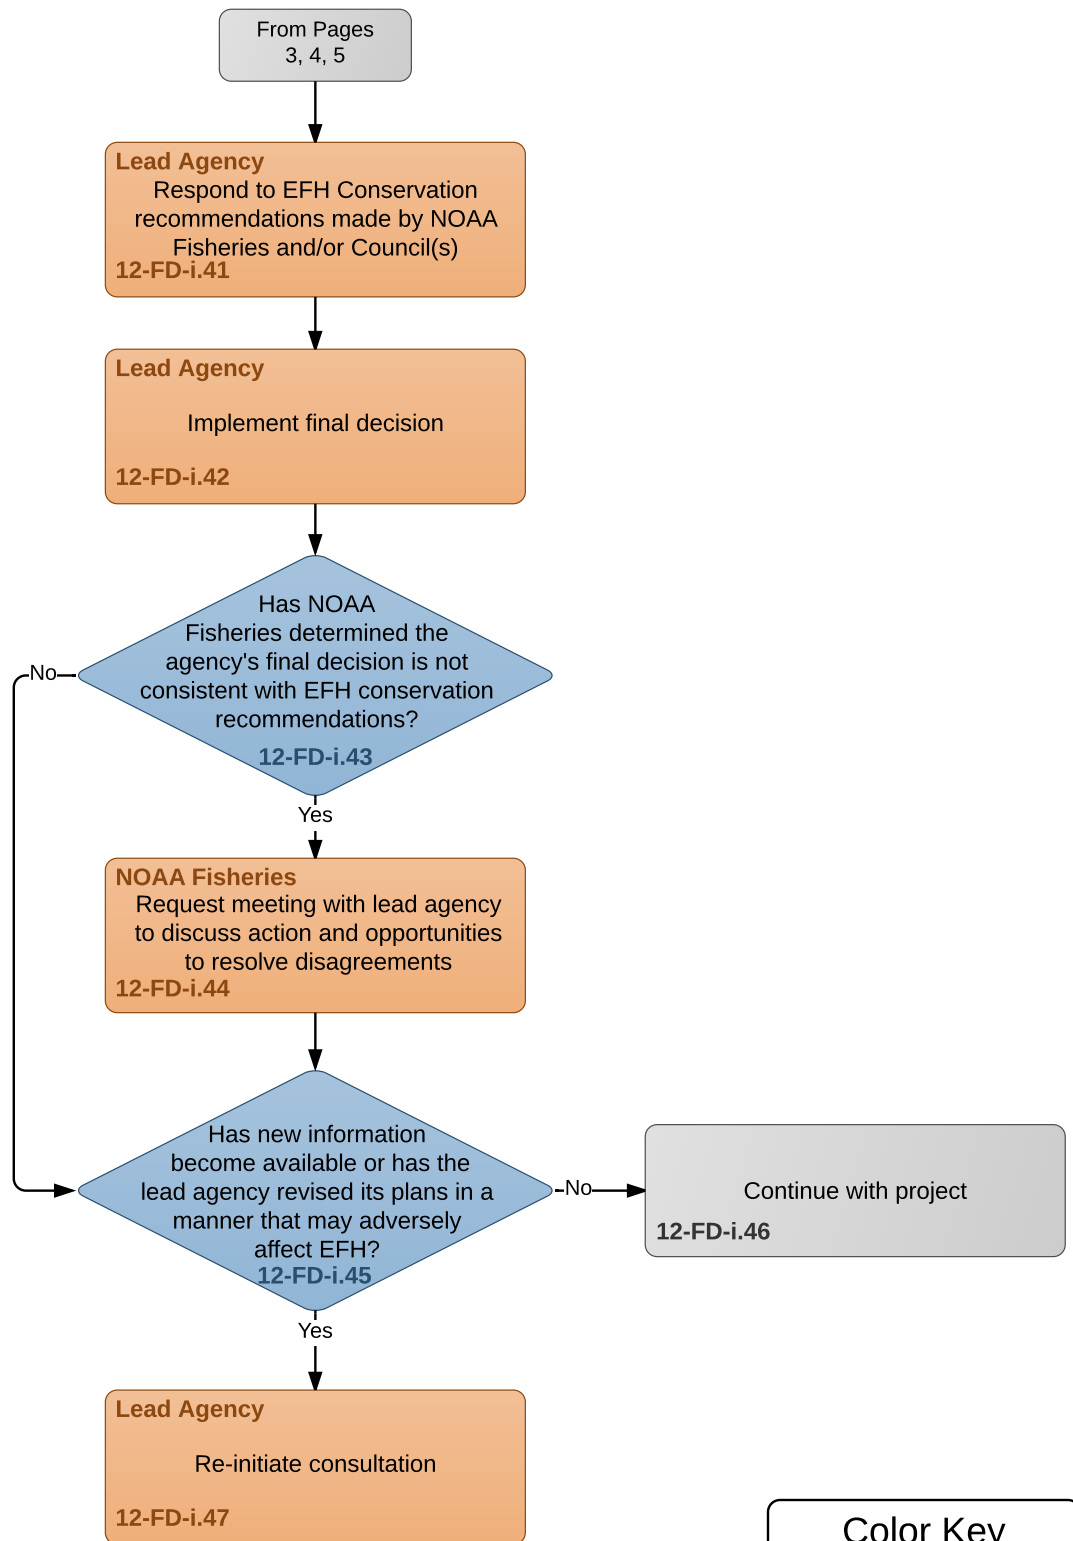 From Pages
3, 4, 5
Lead Agency
Respond to EFH Conservation
recommendations made by NOAA
Fisheries and/or Council(s)
12-FD-i.41
Lead Agency
Implement final decision
12-FD-i.42
Has NOAA
Fisheries determined the
agency's final decision is not
consistent with EFH conservation
recommendations?
12-FD-i.43
No
Yes
NOAA Fisheries
Request meeting with lead agency
to discuss action and opportunities
to resolve disagreements
12-FD-i.44
Has new information
become available or has the
lead agency revised its plans in a
manner that may adversely
affect EFH?
12-FD-i.45
No
Continue with project
12-FD-i.46
Yes
Lead Agency
Re-initiate consultation
12-FD-i.47
Color Key